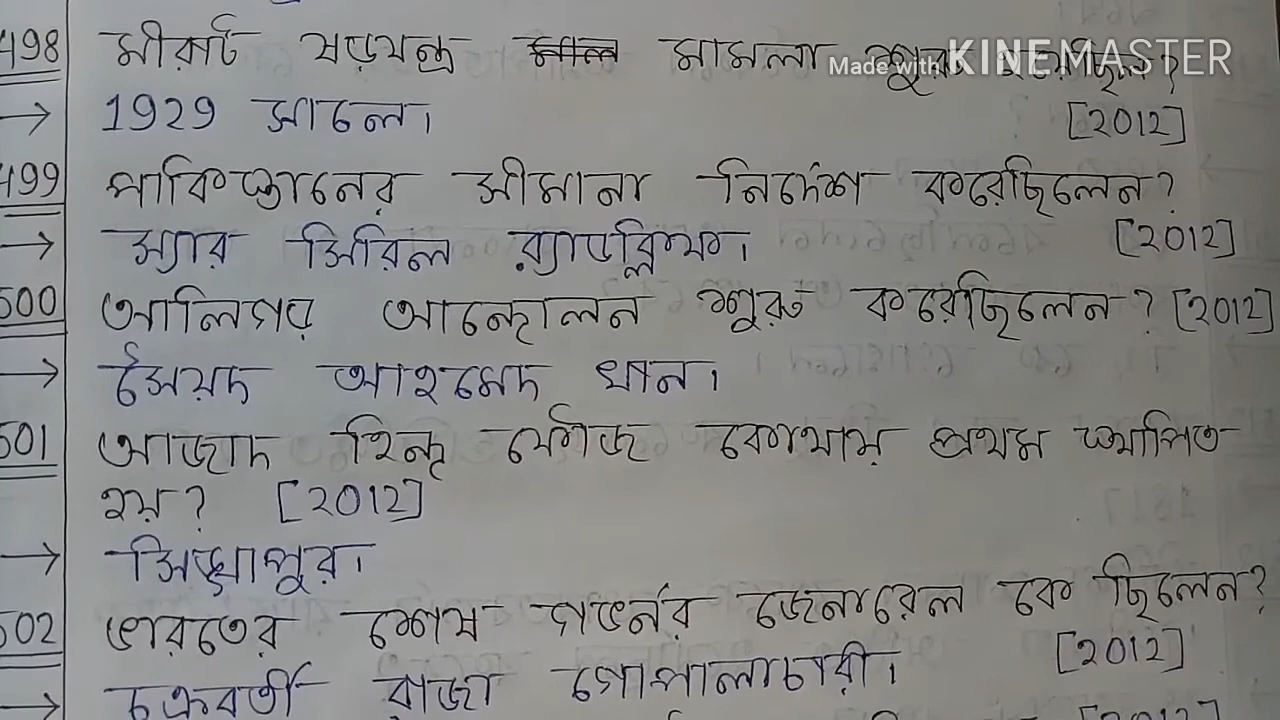 498 মীরাট ষড়যন্ত্র মামলা শুরু হয়েছিল?
Made with KINEMASTER
→ 1929 সালে। [2012]
499 পাকিস্তানের সীমানা নির্দেশ করেছিলেন?
→ স্যার সিরিল র‍্যাডক্লিফ। [2012]
500 আলিগড় আন্দোলন শুরু করেছিলেন? [2012]
→ সৈয়দ আহমেদ খান।
501 আজাদ হিন্দ ফৌজ কোথায় প্রথম স্থাপিত
হয়? [2012]
→ সিঙ্গাপুর।
502 ভারতের শেষ গভর্নর জেনারেল কে ছিলেন?
[2012]
→ চক্রবর্তী রাজা গোপালাচারী।